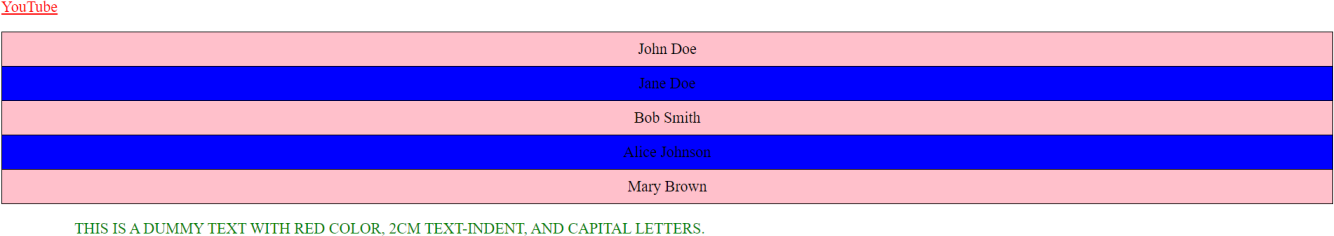 YouTube
John Doe
Jane Doe
Bob Smith
Alice Johnson
Mary Brown
THIS IS A DUMMY TEXT WITH RED COLOR, 2CM TEXT-INDENT, AND CAPITAL LETTERS.